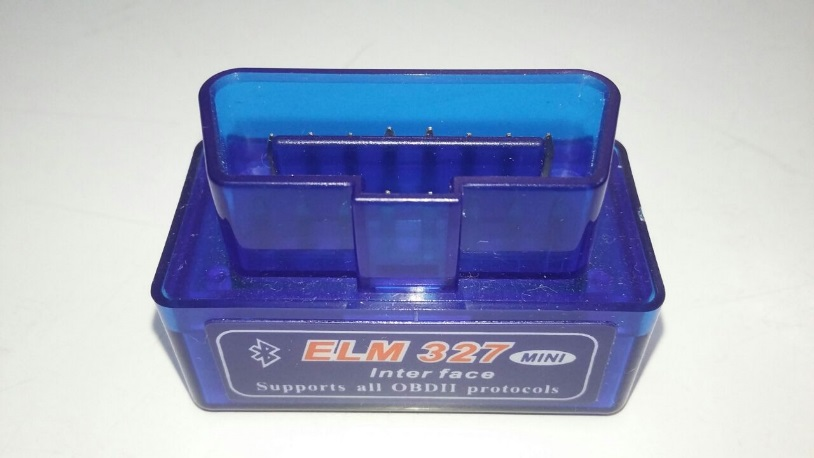 ELM 327 MINI
Inter face
Supports all OBDII protocols